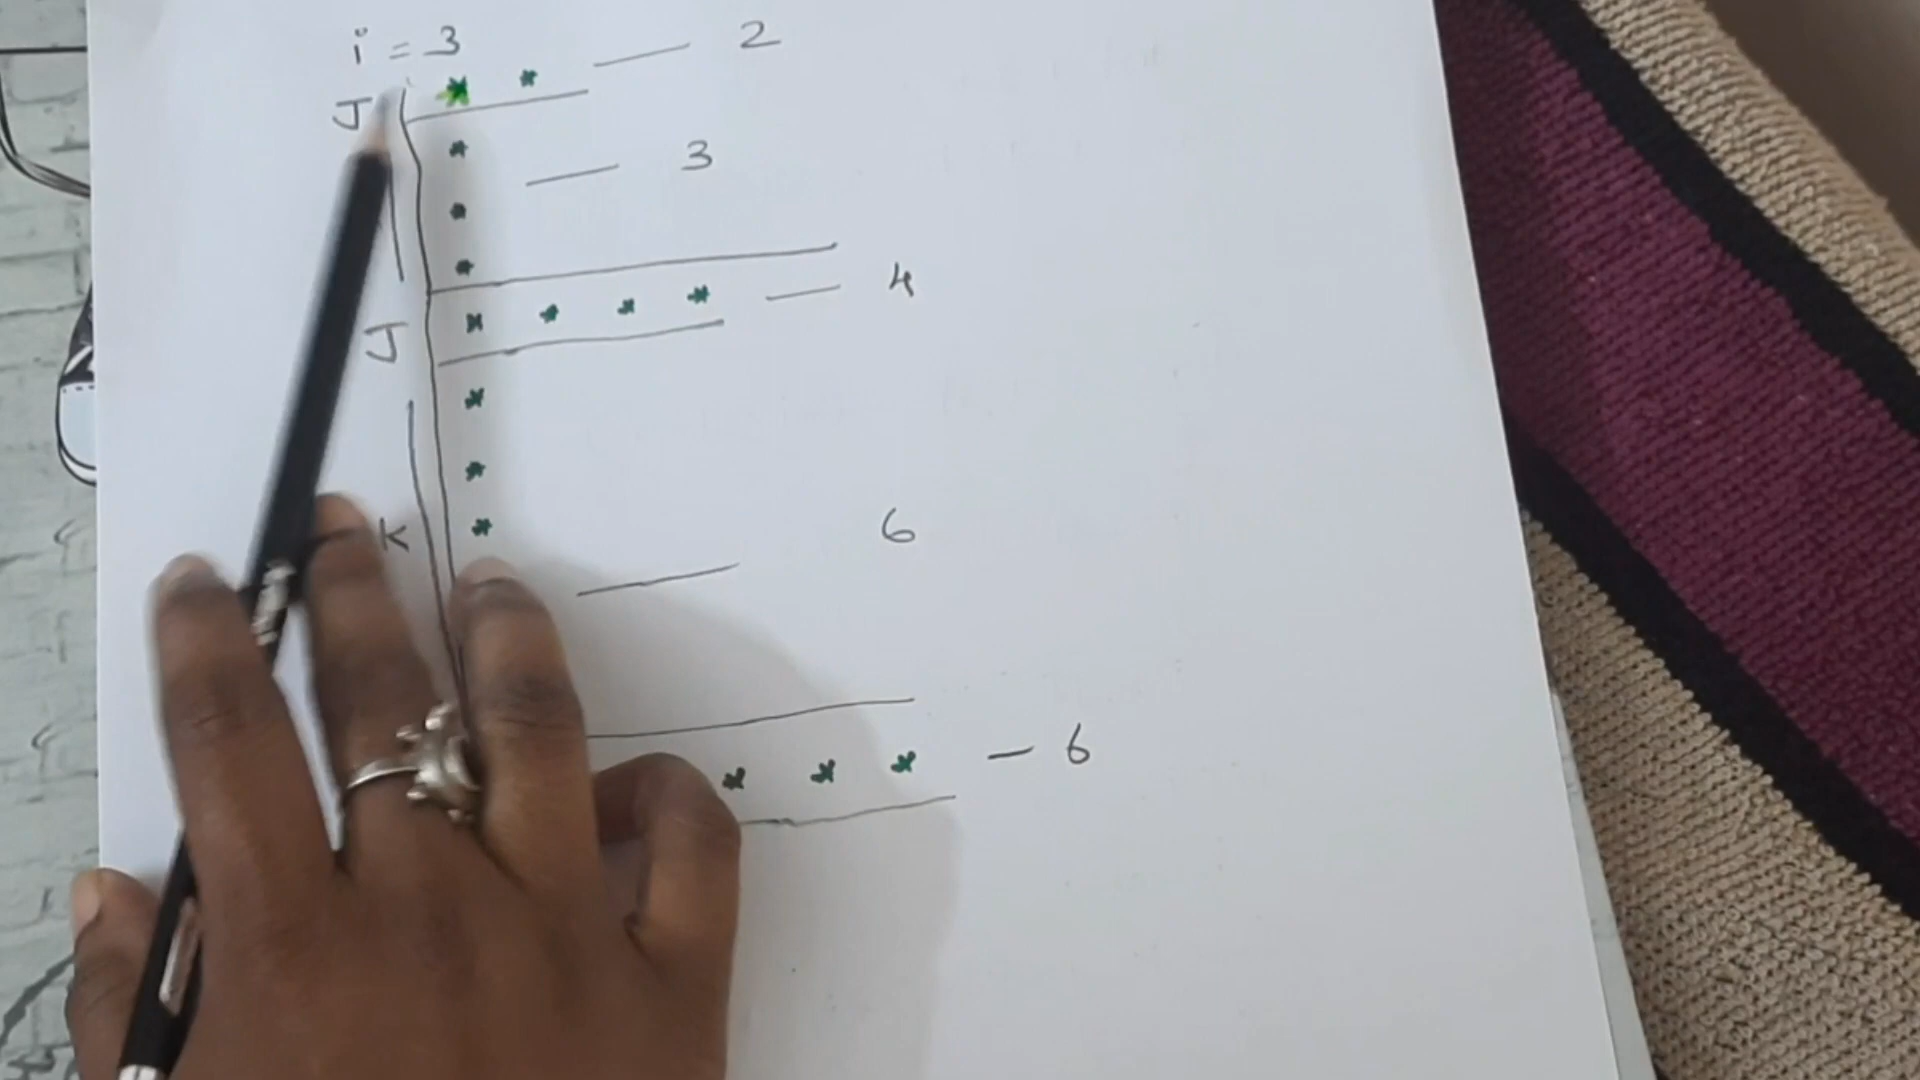 i = 3
J * * — 2
*
* — 3
*
J * * * * — 4
*
*
K * — 6
* * * — 6